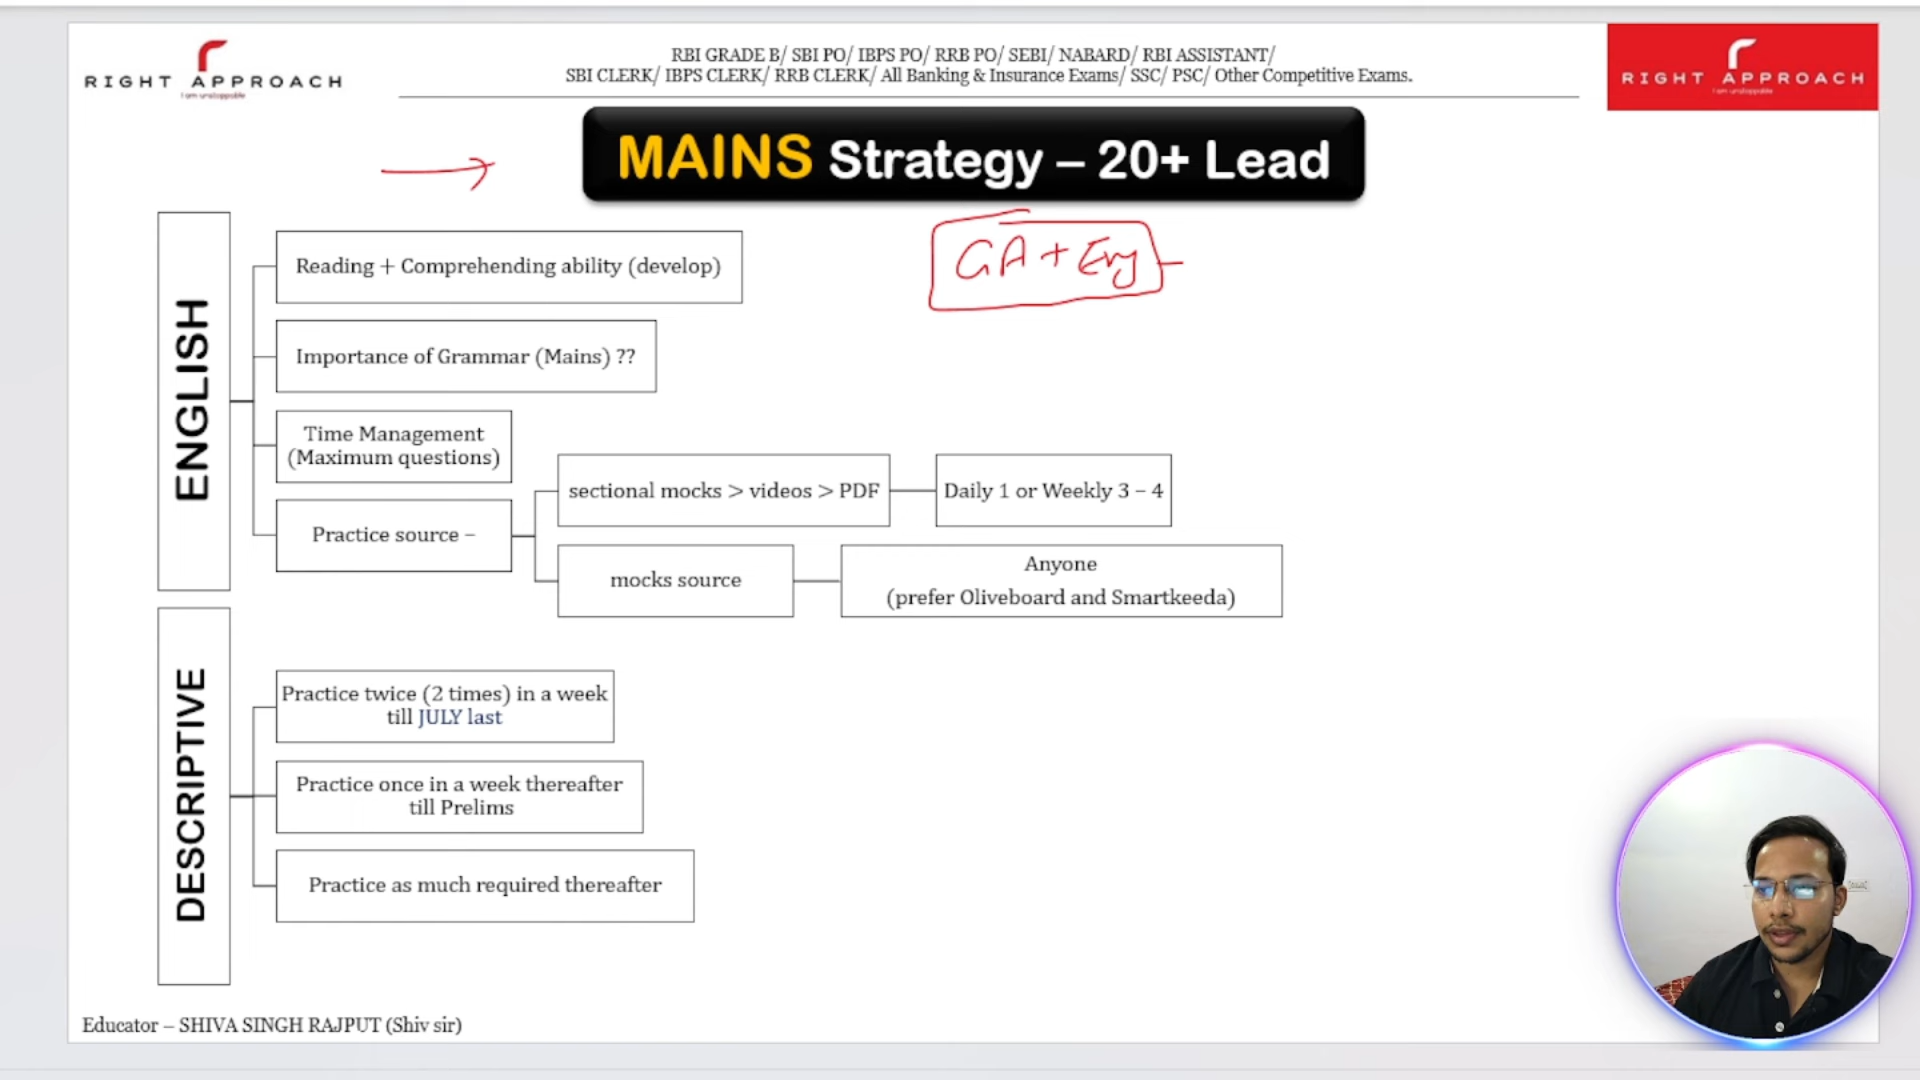 RIGHT APPROACH
I am unstoppable
RBI GRADE B/ SBI PO/ IBPS PO/ RRB PO/ SEBI/ NABARD/ RBI ASSISTANT/
SBI CLERK/ IBPS CLERK/ RRB CLERK/ All Banking & Insurance Exams/ SSC/ PSC/ Other Competitive Exams.
RIGHT APPROACH
I am unstoppable
MAINS Strategy – 20+ Lead
GA + Eng
ENGLISH
Reading + Comprehending ability (develop)
Importance of Grammar (Mains) ??
Time Management
(Maximum questions)
Practice source –
sectional mocks > videos > PDF
Daily 1 or Weekly 3 – 4
mocks source
Anyone
(prefer Oliveboard and Smartkeeda)
DESCRIPTIVE
Practice twice (2 times) in a week
till JULY last
Practice once in a week thereafter
till Prelims
Practice as much required thereafter
Educator – SHIVA SINGH RAJPUT (Shiv sir)